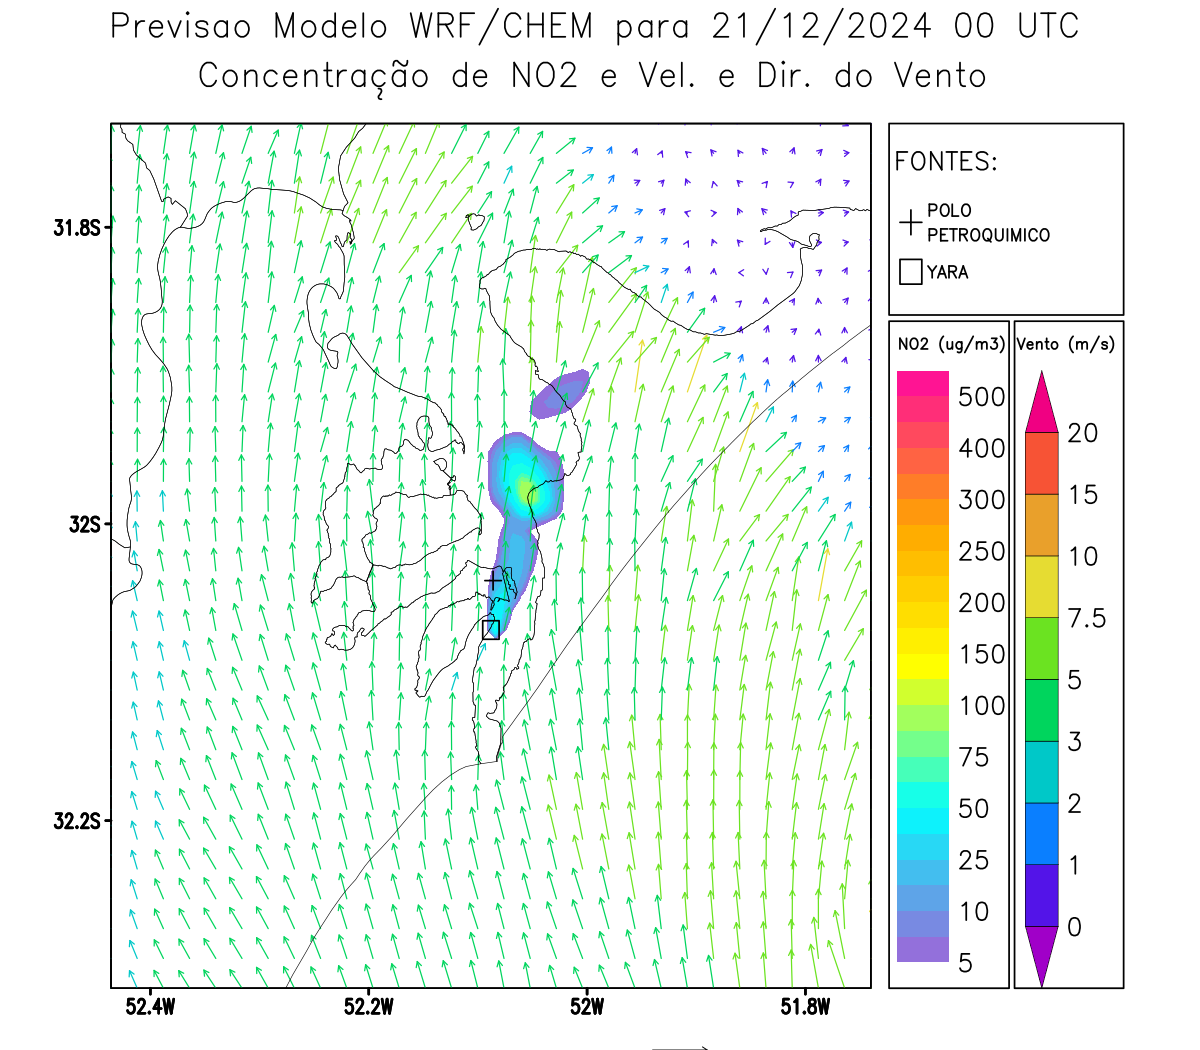 Previsao Modelo WRF/CHEM para 21/12/2024 00 UTC
Concentração de NO2 e Vel. e Dir. do Vento
FONTES:
POLO
PETROQUIMICO
YARA
NO2 (ug/m3)
500
400
300
250
200
150
100
75
50
25
10
5
Vento (m/s)
20
15
10
7.5
5
3
2
1
0
31.8S
32S
32.2S
52.4W
52.2W
52W
51.8W